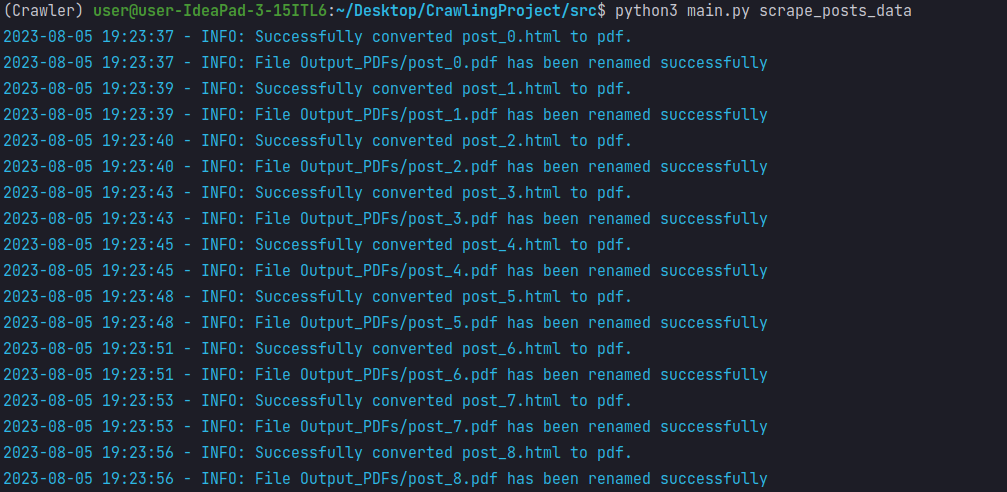 (Crawler) user@user-IdeaPad-3-15ITL6:~/Desktop/CrawlingProject/src$ python3 main.py scrape_posts_data
2023-08-05 19:23:37 - INFO: Successfully converted post_0.html to pdf.
2023-08-05 19:23:37 - INFO: File Output_PDFs/post_0.pdf has been renamed successfully
2023-08-05 19:23:39 - INFO: Successfully converted post_1.html to pdf.
2023-08-05 19:23:39 - INFO: File Output_PDFs/post_1.pdf has been renamed successfully
2023-08-05 19:23:40 - INFO: Successfully converted post_2.html to pdf.
2023-08-05 19:23:40 - INFO: File Output_PDFs/post_2.pdf has been renamed successfully
2023-08-05 19:23:43 - INFO: Successfully converted post_3.html to pdf.
2023-08-05 19:23:43 - INFO: File Output_PDFs/post_3.pdf has been renamed successfully
2023-08-05 19:23:45 - INFO: Successfully converted post_4.html to pdf.
2023-08-05 19:23:45 - INFO: File Output_PDFs/post_4.pdf has been renamed successfully
2023-08-05 19:23:48 - INFO: Successfully converted post_5.html to pdf.
2023-08-05 19:23:48 - INFO: File Output_PDFs/post_5.pdf has been renamed successfully
2023-08-05 19:23:51 - INFO: Successfully converted post_6.html to pdf.
2023-08-05 19:23:51 - INFO: File Output_PDFs/post_6.pdf has been renamed successfully
2023-08-05 19:23:53 - INFO: Successfully converted post_7.html to pdf.
2023-08-05 19:23:53 - INFO: File Output_PDFs/post_7.pdf has been renamed successfully
2023-08-05 19:23:56 - INFO: Successfully converted post_8.html to pdf.
2023-08-05 19:23:56 - INFO: File Output_PDFs/post_8.pdf has been renamed successfully